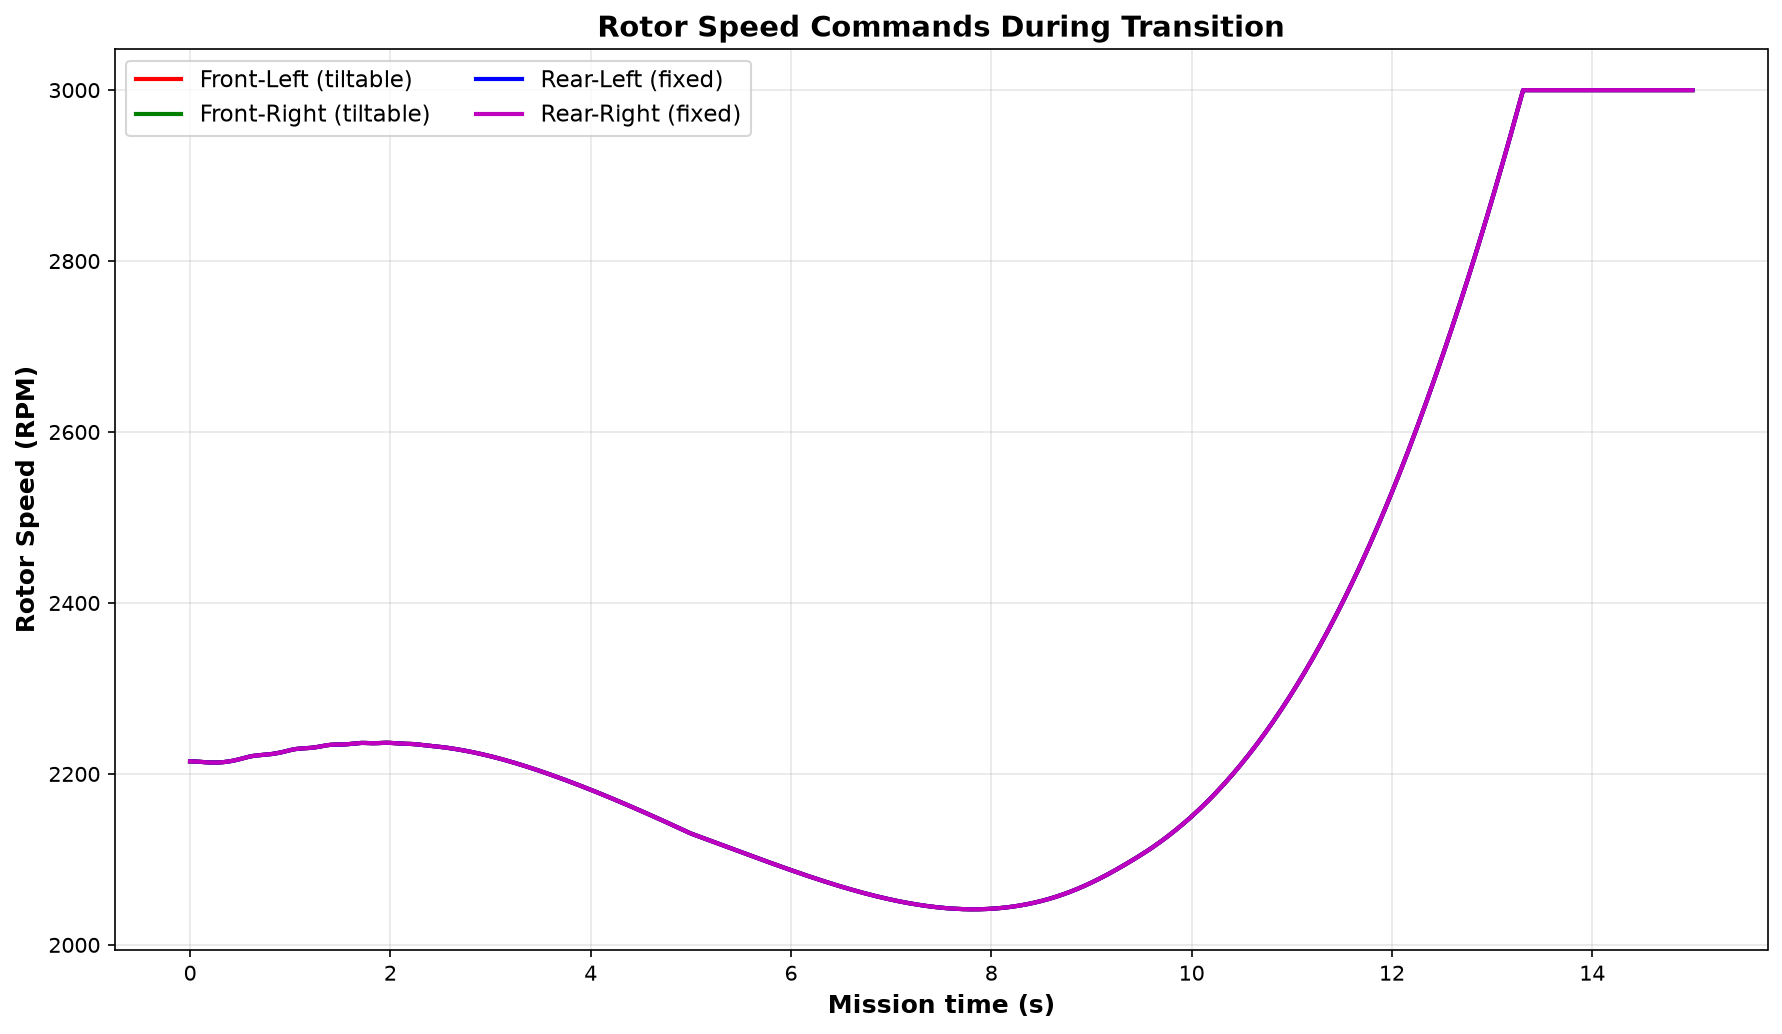 Rotor Speed Commands During Transition
Front-Left (tiltable)
Front-Right (tiltable)
Rear-Left (fixed)
Rear-Right (fixed)
Rotor Speed (RPM)
3000
2800
2600
2400
2200
2000
0 2 4 6 8 10 12 14
Mission time (s)